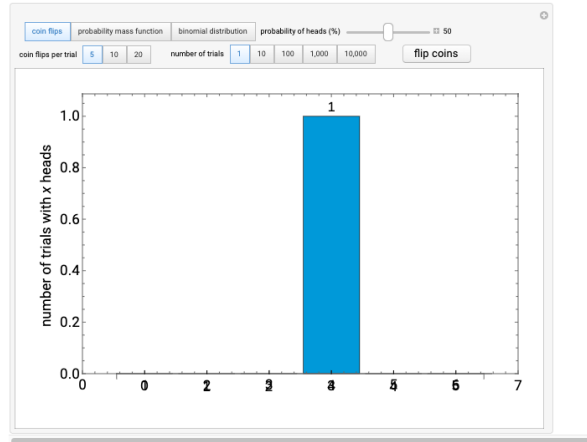 coin flips probability mass function binomial distribution probability of heads (%) 50
coin flips per trial 5 10 20 number of trials 1 10 100 1,000 10,000 flip coins
1
1.0
0.8
0.6
0.4
0.2
0.0
number of trials with x heads
0 7